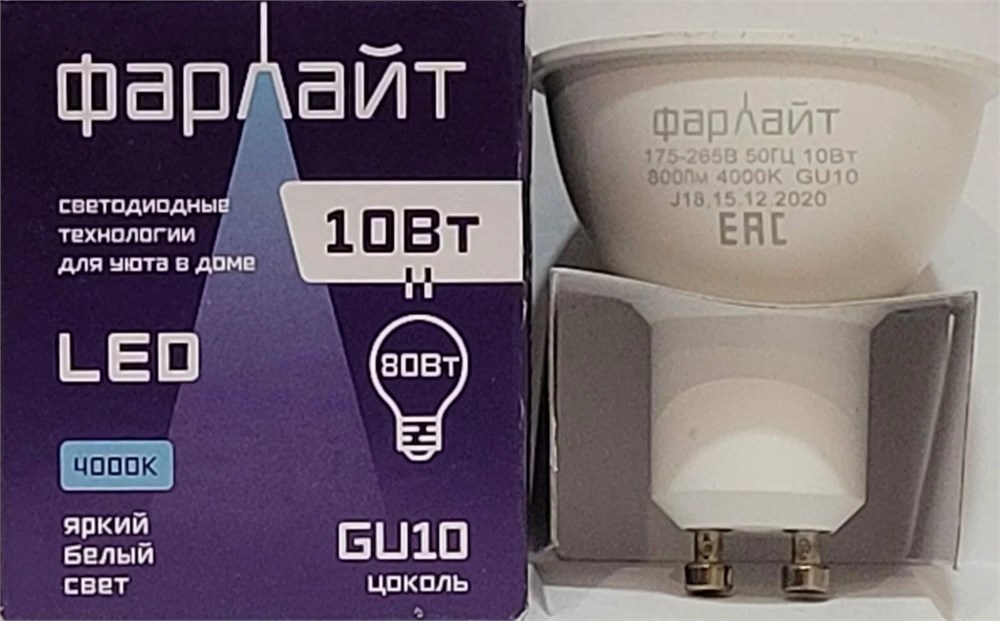 фарлайт
светодиодные
технологии
для уюта в доме
10Вт
80Вт
LED
4000K
яркий
белый
свет
GU10
цоколь
фарлайт
175-265В 50ГЦ 10Вт
800Лм 4000K GU10
J18,15.12.2020
EAC